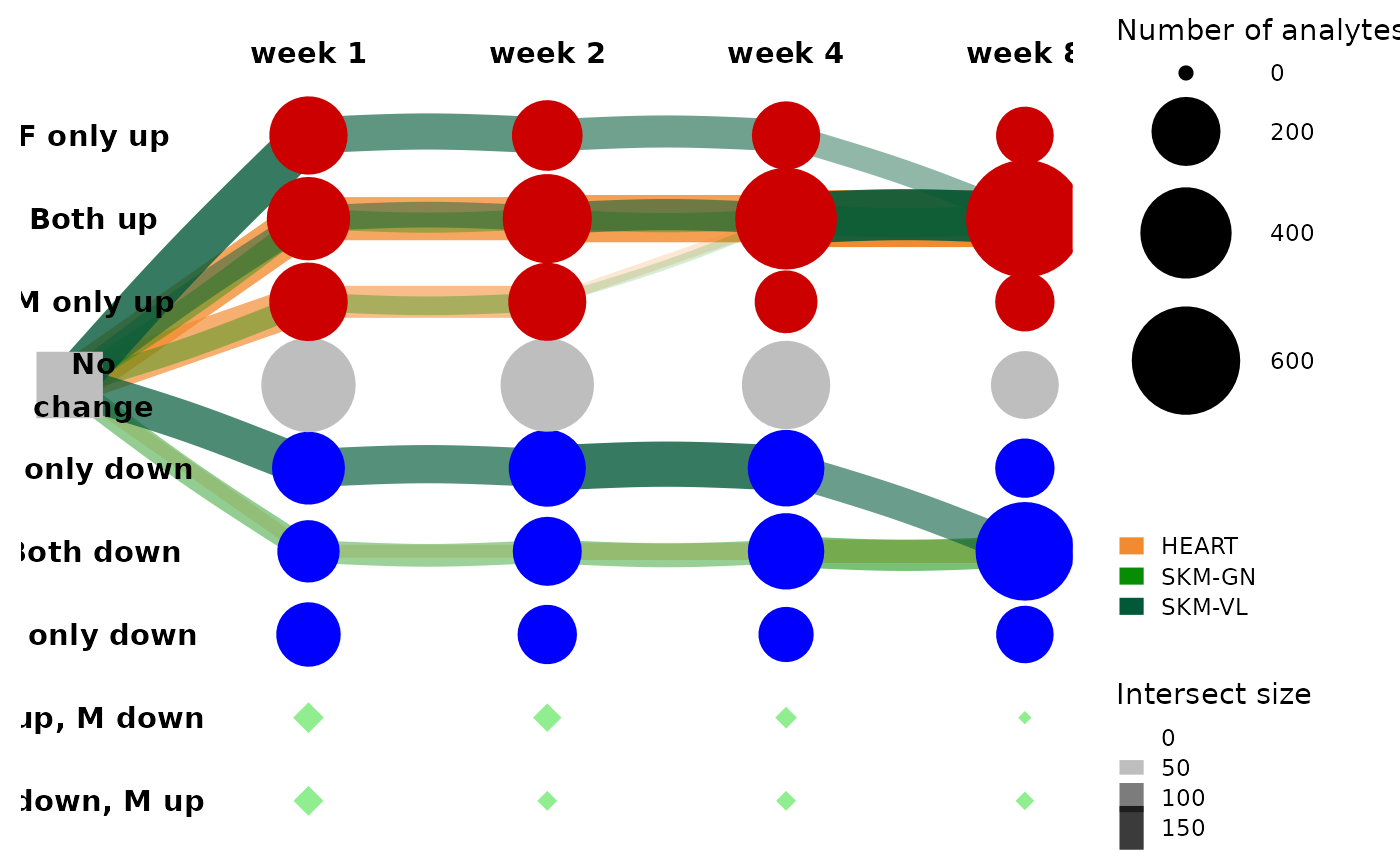 week 1 week 2 week 4 week 8
F only up
Both up
M only up
No
change
only down
Both down
only down
up, M down
down, M up
Number of analytes
0
200
400
600
HEART
SKM-GN
SKM-VL
Intersect size
0
50
100
150